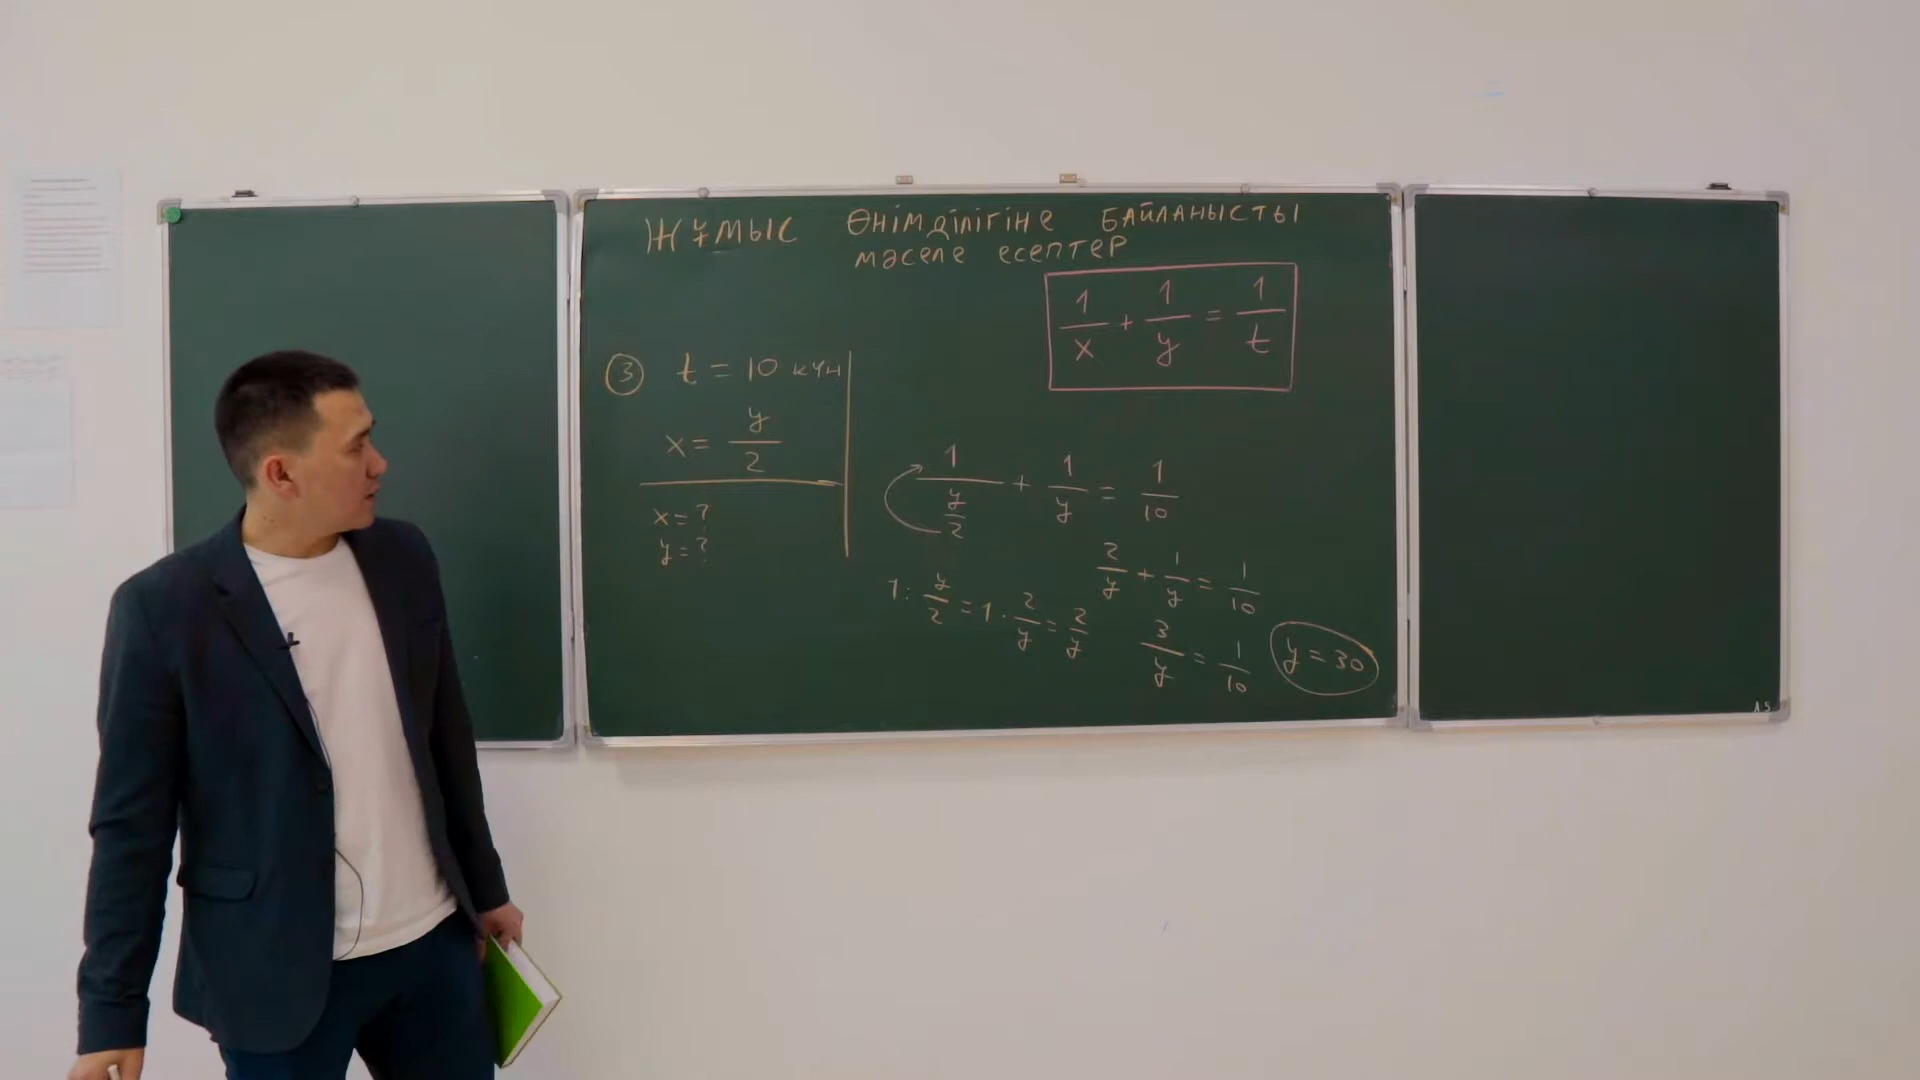 ЖҰМЫС ӨНІМДІЛІГІНЕ БАЙЛАНЫСТЫ
МӘСЕЛЕ ЕСЕПТЕР
1/x + 1/y = 1/t
③ t = 10 күн
x = y/2
x = ?
y = ?
1/(y/2) + 1/y = 1/10
1 : y/2 = 1 · 2/y = 2/y
2/y + 1/y = 1/10
3/y = 1/10
y = 30
A5